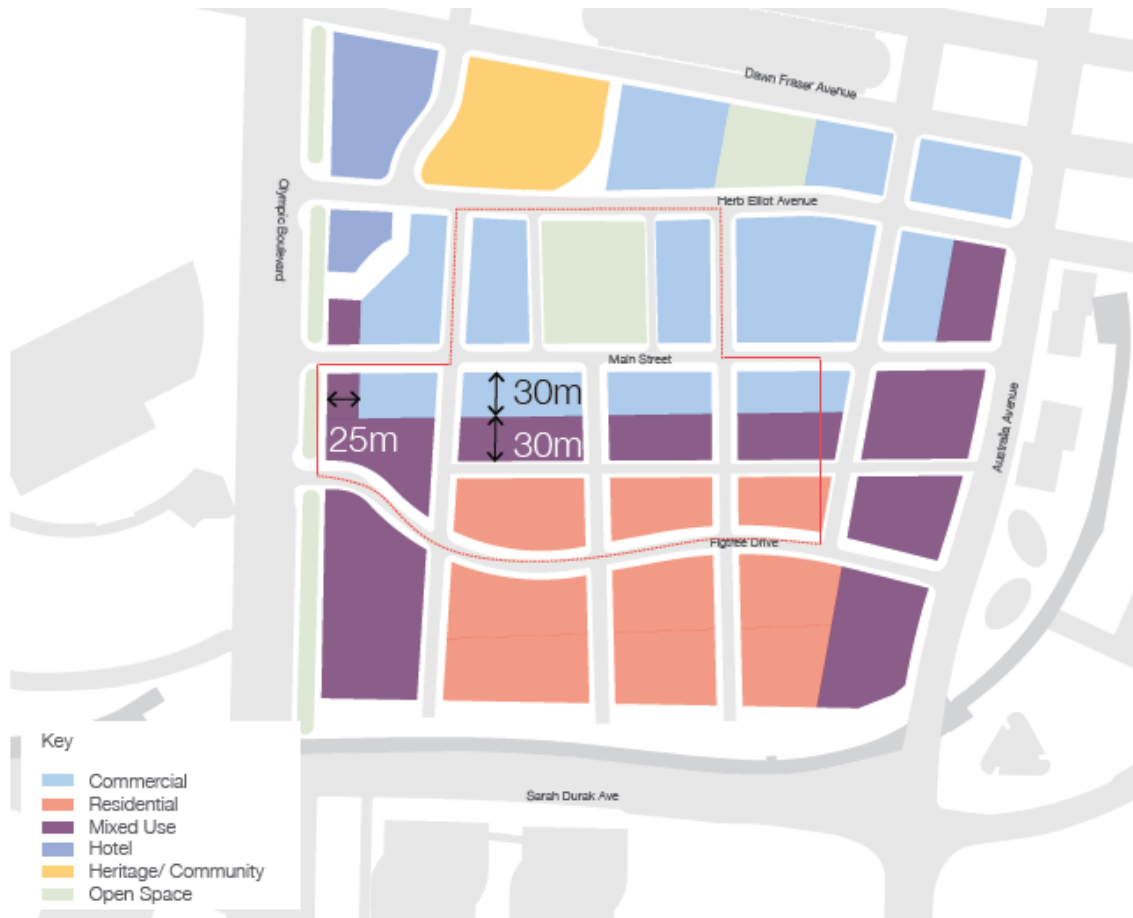 Dawn Fraser Avenue
Olympic Boulevard
Herb Elliot Avenue
Main Street
30m
25m
30m
Australia Avenue
Figtree Drive
Key
Commercial
Residential
Mixed Use
Hotel
Heritage/ Community
Open Space
Sarah Durak Ave